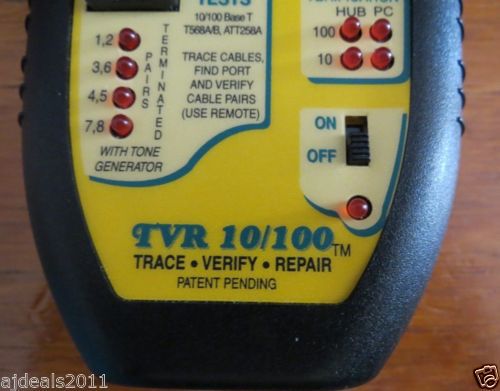 TESTS
10/100 Base T
T568A/B, ATT258A
TRACE CABLES,
FIND PORT
AND VERIFY
CABLE PAIRS
(USE REMOTE)
1,2
3,6
4,5
7,8
PAIRS
TERMINATED
WITH TONE
GENERATOR
HUB PC
100
10
ON
OFF
TVR 10/100 TM
TRACE • VERIFY • REPAIR
PATENT PENDING
ajdeals2011